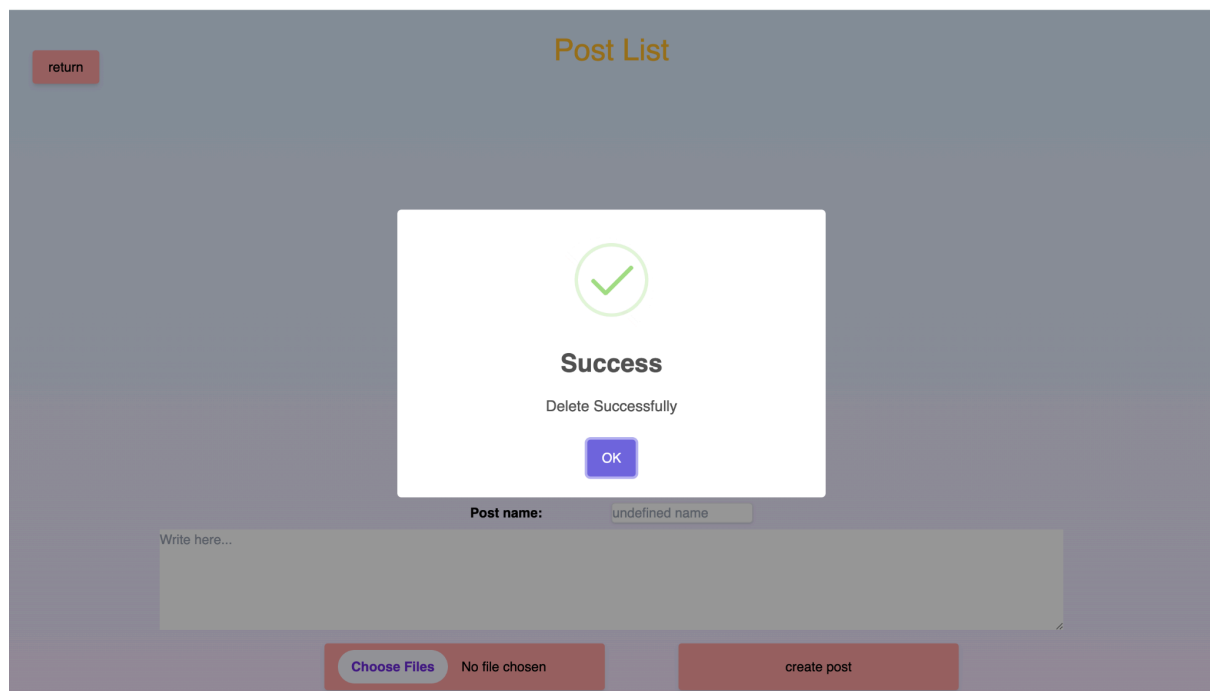 Post List
return
Success
Delete Successfully
OK
Post name: undefined name
Write here...
Choose Files No file chosen
create post